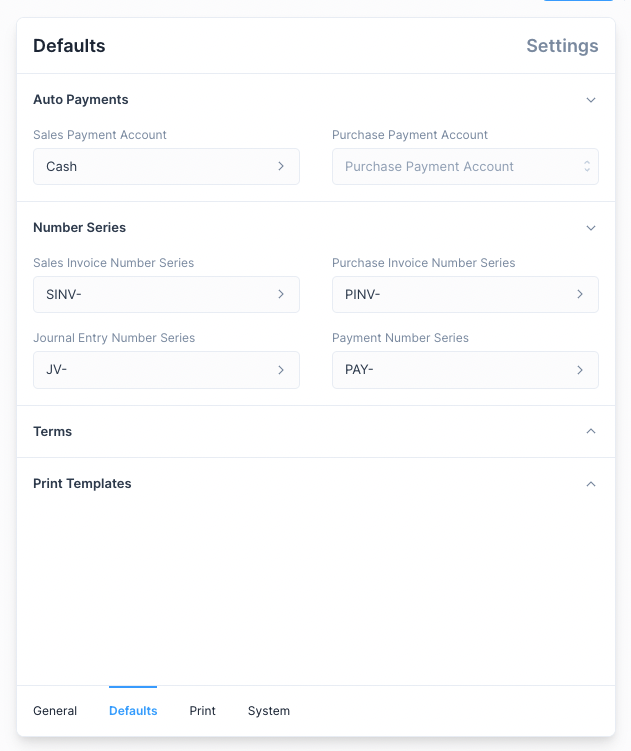 Defaults
Settings
Auto Payments
Sales Payment Account
Purchase Payment Account
Cash
Purchase Payment Account
Number Series
Sales Invoice Number Series
Purchase Invoice Number Series
SINV-
PINV-
Journal Entry Number Series
Payment Number Series
JV-
PAY-
Terms
Print Templates
General
Defaults
Print
System